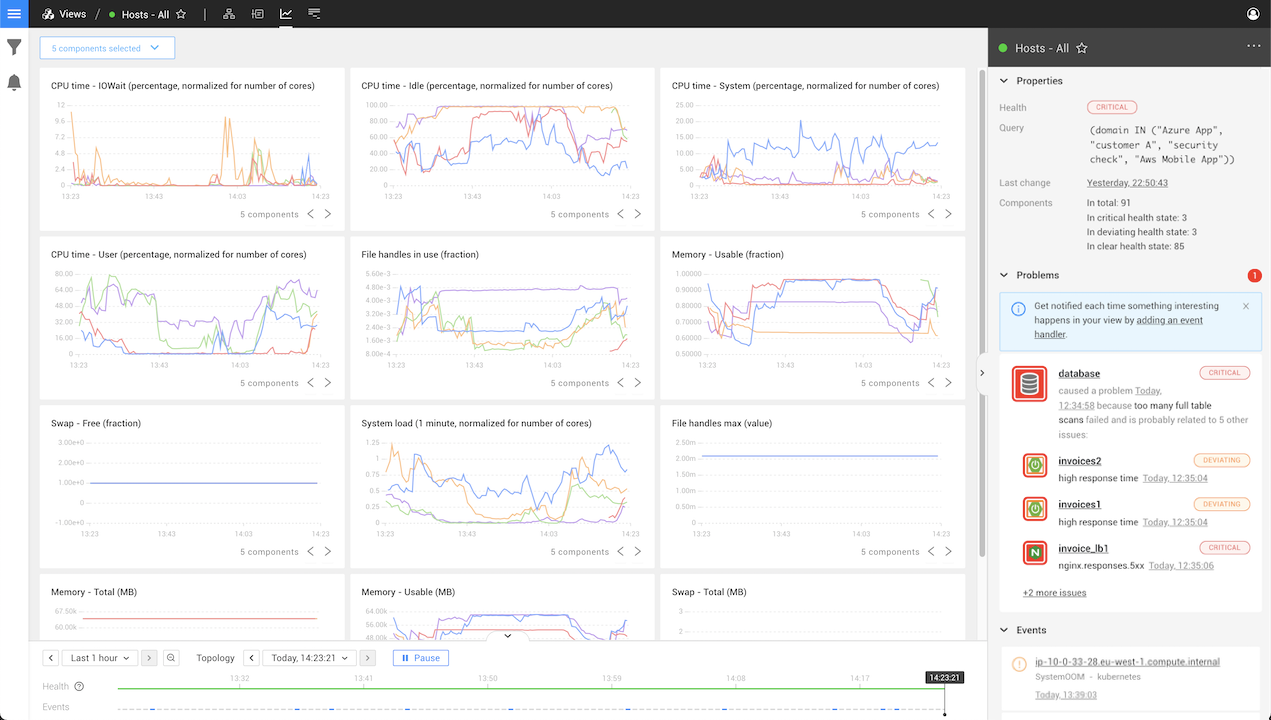 Views / Hosts - All
5 components selected
CPU time - IOWait (percentage, normalized for number of cores)
12
9.6
7.2
4.8
2.4
0
13:23 13:43 14:03 14:23
5 components
CPU time - Idle (percentage, normalized for number of cores)
100.00
80.00
60.00
40.00
20.00
0
13:23 13:43 14:03 14:23
5 components
CPU time - System (percentage, normalized for number of cores)
25.00
20.00
15.00
10.00
5.00
0
13:23 13:43 14:03 14:23
5 components
CPU time - User (percentage, normalized for number of cores)
80.00
64.00
48.00
32.00
16.00
0
13:23 13:43 14:03 14:23
5 components
File handles in use (fraction)
5.60e-3
4.80e-3
4.00e-3
3.20e-3
2.40e-3
1.60e-3
8.00e-4
13:23 13:43 14:03 14:23
5 components
Memory - Usable (fraction)
1.00000
0.90000
0.80000
0.70000
0.60000
0.50000
13:23 13:43 14:03 14:23
5 components
Swap - Free (fraction)
3.00e+0
2.00e+0
1.00e+0
0
-1.00e+0
13:23 13:43 14:03 14:23
5 components
System load (1 minute, normalized for number of cores)
1.25
1
0.75
0.5
0.25
0
13:23 13:43 14:03 14:23
5 components
File handles max (value)
2.50m
2.00m
1.50m
1.00m
0.50m
0
13:23 13:43 14:03 14:23
5 components
Memory - Total (MB)
67.50k
60.00k
Memory - Usable (MB)
64.00k
56.00k
48.00k
Swap - Total (MB)
3
2
Last 1 hour
Topology
Today, 14:23:21
Pause
13:32 13:41 13:50 13:59 14:08 14:17 14:23:21
Health
Events
Hosts - All
Properties
Health CRITICAL
Query (domain IN ("Azure App",
"customer A", "security
check", "Aws Mobile App"))
Last change Yesterday, 22:50:43
Components In total: 91
In critical health state: 3
In deviating health state: 3
In clear health state: 85
Problems 1
Get notified each time something interesting
happens in your view by adding an event
handler.
database CRITICAL
caused a problem Today,
12:34:58 because too many full table
scans failed and is probably related to 5 other
issues:
invoices2 DEVIATING
high response time Today, 12:35:04
invoices1 DEVIATING
high response time Today, 12:35:04
N
invoice_lb1 CRITICAL
nginx.responses.5xx Today, 12:35:06
+2 more issues
Events
ip-10-0-33-28.eu-west-1.compute.internal
SystemOOM - kubernetes
Today, 13:39:03